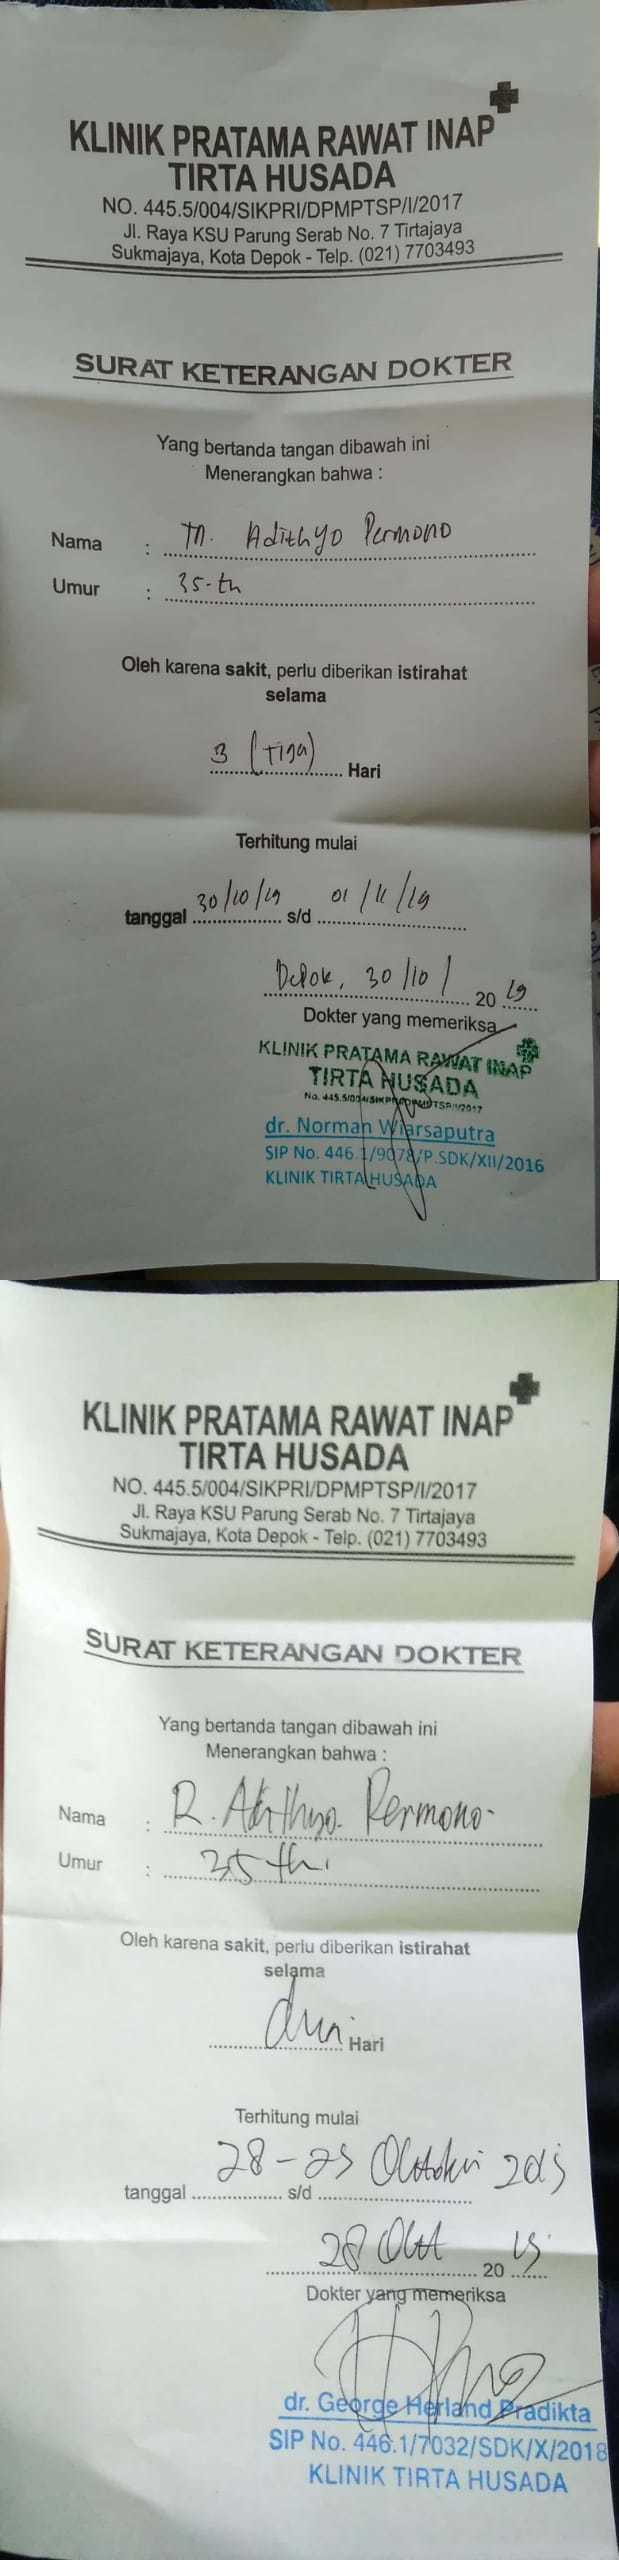 KLINIK PRATAMA RAWAT INAP
TIRTA HUSADA
NO. 445.5/004/SIKPRI/DPMPTSP/I/2017
Jl. Raya KSU Parung Serab No. 7 Tirtajaya
Sukmajaya, Kota Depok - Telp. (021) 7703493
SURAT KETERANGAN DOKTER
Yang bertanda tangan dibawah ini
Menerangkan bahwa :
Nama : Tn. Adithyo Permono
Umur : 35-th
Oleh karena sakit, perlu diberikan istirahat
selama
3 (Tiga) Hari
Terhitung mulai
tanggal 30/10/19 s/d 01/11/19
Depok, 30/10/ 2019
Dokter yang memeriksa
KLINIK PRATAMA RAWAT INAP
TIRTA HUSADA
No. 445.5/004/SIKPRI/DPMPTSP/I/2017
dr. Norman Wiarsaputra
SIP No. 446.1/9078/P.SDK/XII/2016
KLINIK TIRTA HUSADA
KLINIK PRATAMA RAWAT INAP
TIRTA HUSADA
NO. 445.5/004/SIKPRI/DPMPTSP/I/2017
Jl. Raya KSU Parung Serab No. 7 Tirtajaya
Sukmajaya, Kota Depok - Telp. (021) 7703493
SURAT KETERANGAN DOKTER
Yang bertanda tangan dibawah ini
Menerangkan bahwa :
Nama : R. Adithyo Permono
Umur : 35 th
Oleh karena sakit, perlu diberikan istirahat
selama
dua Hari
Terhitung mulai
tanggal 28 - 29 s/d Oktober 2019
28 Okt 2019
Dokter yang memeriksa
dr. George Herland Pradikta
SIP No. 446.1/7032/SDK/X/2018
KLINIK TIRTA HUSADA